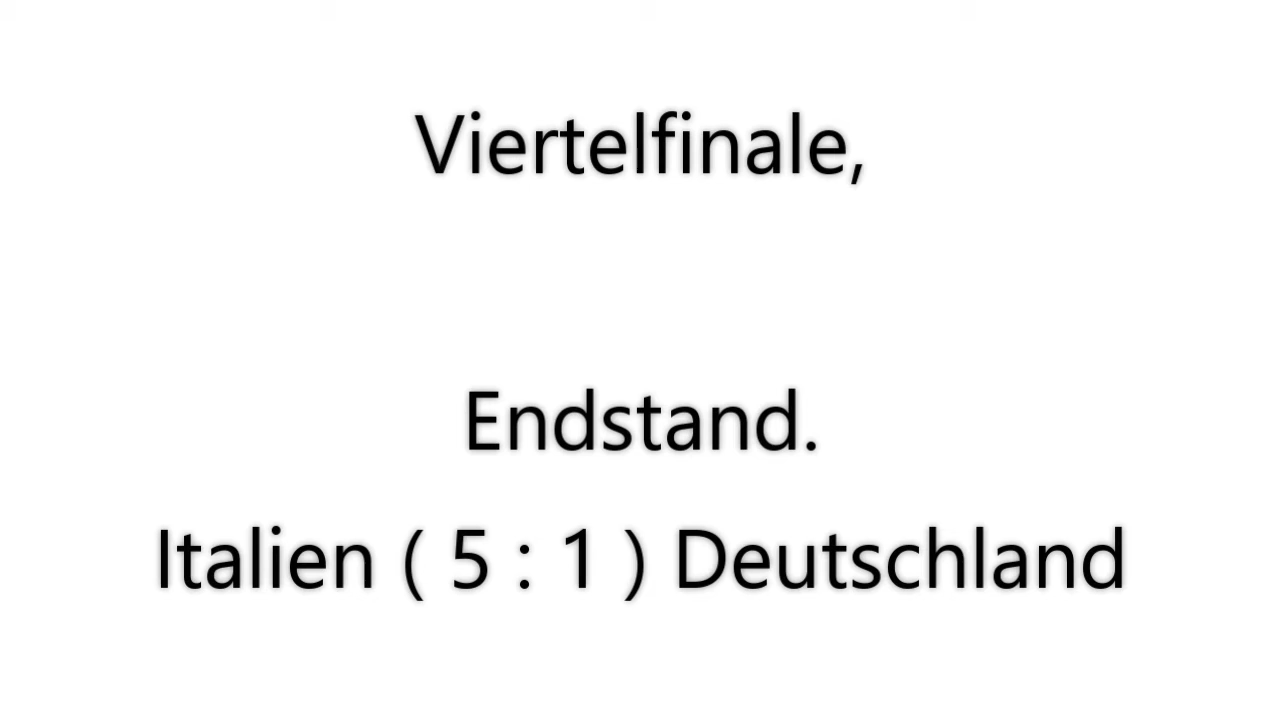 Viertelfinale,
Endstand.
Italien ( 5 : 1 ) Deutschland